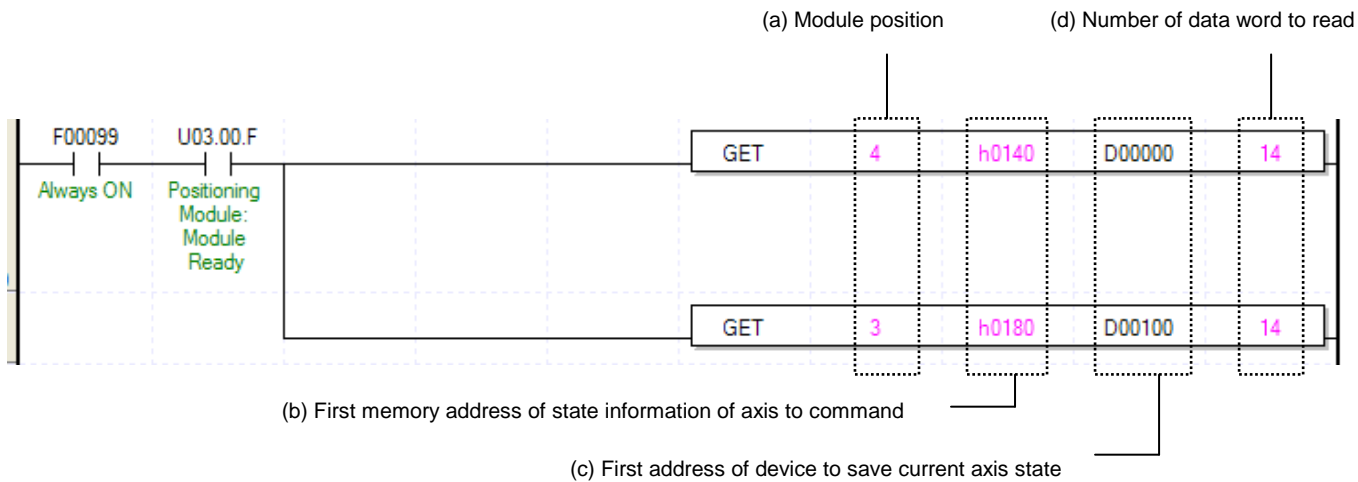 (a) Module position (d) Number of data word to read
F00099 U03.00.F
GET 4 h0140 D00000 14
Always ON Positioning
Module:
Module
Ready
GET 3 h0180 D00100 14
(b) First memory address of state information of axis to command
(c) First address of device to save current axis state